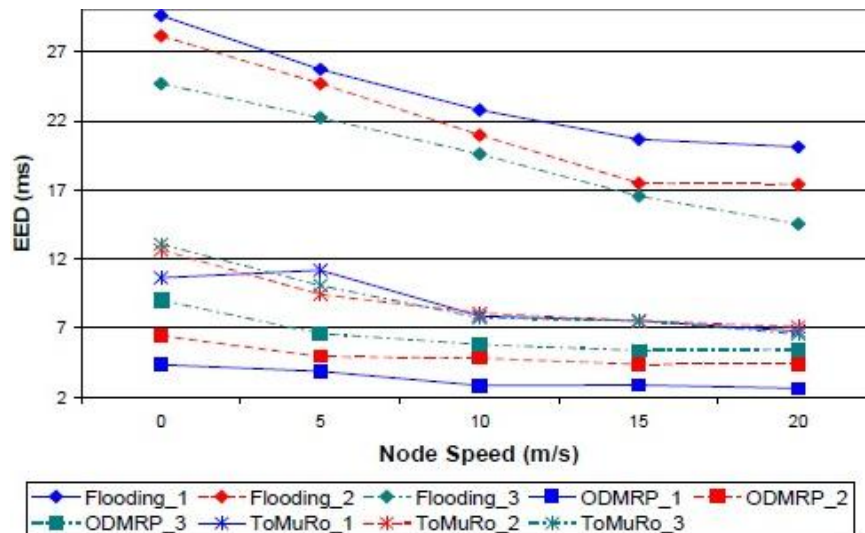 27
22
17
12
7
2
EED (ms)
0 5 10 15 20
Node Speed (m/s)
Flooding_1 Flooding_2 Flooding_3 ODMRP_1 ODMRP_2
ODMRP_3 ToMuRo_1 ToMuRo_2 ToMuRo_3